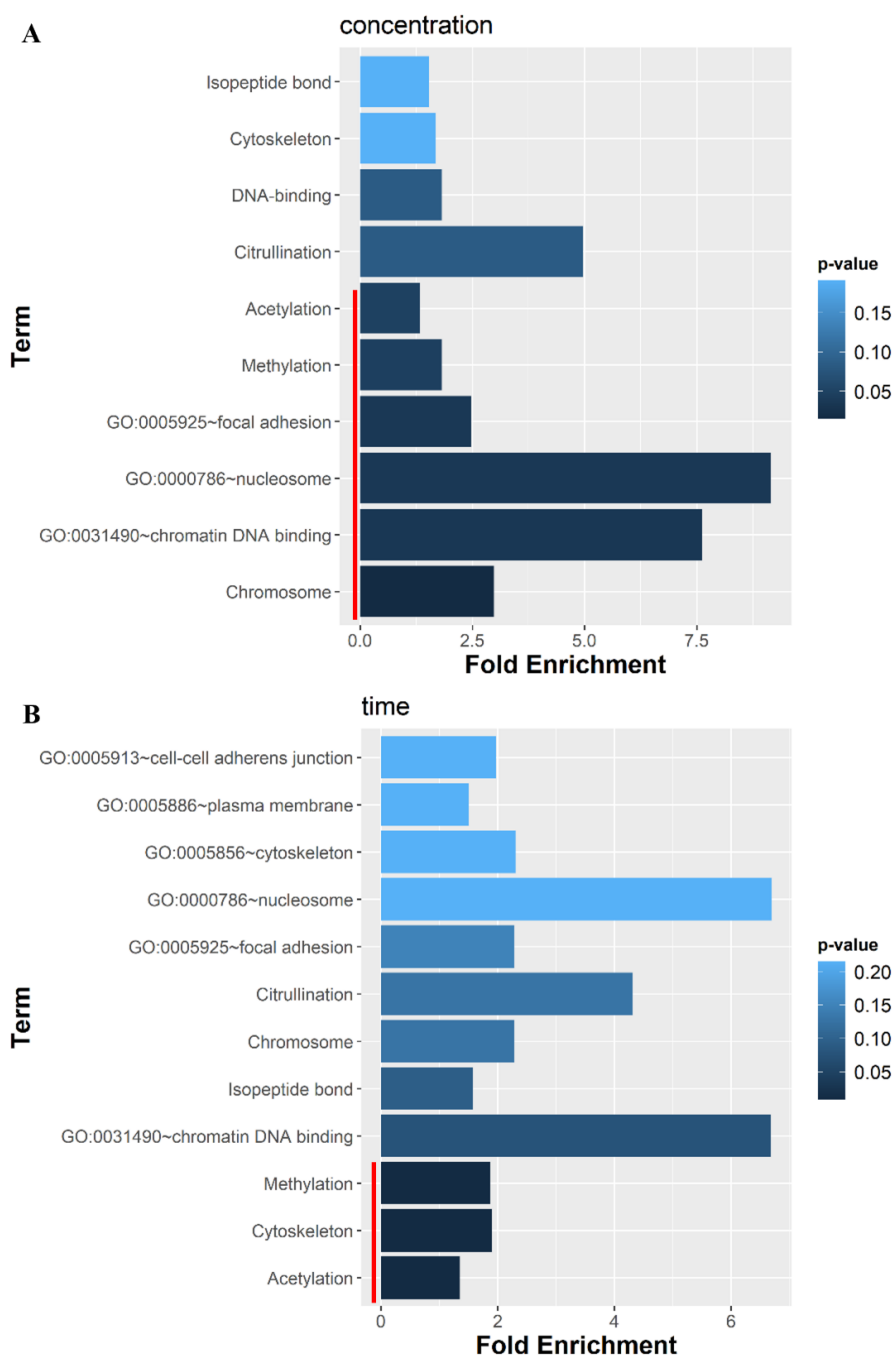 A
concentration
Isopeptide bond
Cytoskeleton
DNA-binding
Citrullination
Acetylation
Methylation
GO:0005925~focal adhesion
GO:0000786~nucleosome
GO:0031490~chromatin DNA binding
Chromosome
Term
0.0 2.5 5.0 7.5
Fold Enrichment
p-value
0.15
0.10
0.05
B
time
GO:0005913~cell-cell adherens junction
GO:0005886~plasma membrane
GO:0005856~cytoskeleton
GO:0000786~nucleosome
GO:0005925~focal adhesion
Citrullination
Chromosome
Isopeptide bond
GO:0031490~chromatin DNA binding
Methylation
Cytoskeleton
Acetylation
Term
0 2 4 6
Fold Enrichment
p-value
0.20
0.15
0.10
0.05